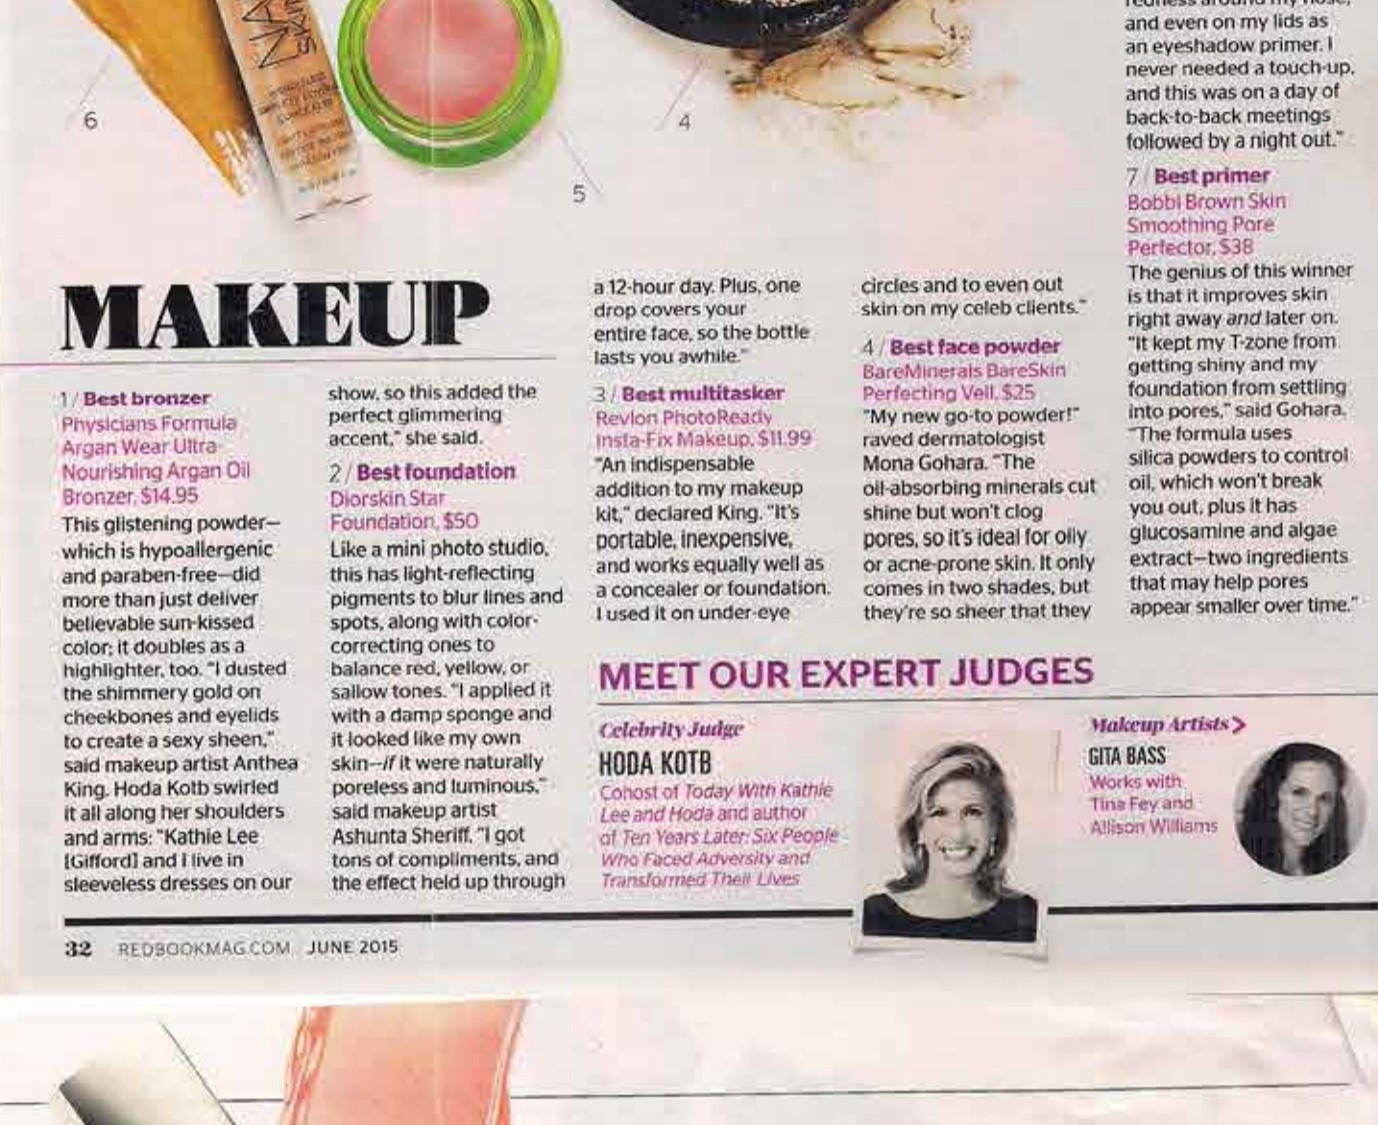 NARS
6
5
4
redness around my nose,
and even on my lids as
an eyeshadow primer. I
never needed a touch-up,
and this was on a day of
back-to-back meetings
followed by a night out."
7 / Best primer
Bobbi Brown Skin
Smoothing Pore
Perfector, $38
The genius of this winner
is that it improves skin
right away and later on.
"It kept my T-zone from
getting shiny and my
foundation from settling
into pores," said Gohara.
"The formula uses
silica powders to control
oil, which won't break
you out, plus it has
glucosamine and algae
extract—two ingredients
that may help pores
appear smaller over time."
MAKEUP
1 / Best bronzer
Physicians Formula
Argan Wear Ultra-
Nourishing Argan Oil
Bronzer, $14.95
This glistening powder—
which is hypoallergenic
and paraben-free—did
more than just deliver
believable sun-kissed
color; it doubles as a
highlighter, too. "I dusted
the shimmery gold on
cheekbones and eyelids
to create a sexy sheen,"
said makeup artist Anthea
King. Hoda Kotb swirled
it all along her shoulders
and arms: "Kathie Lee
[Gifford] and I live in
sleeveless dresses on our
show, so this added the
perfect glimmering
accent," she said.
2 / Best foundation
Diorskin Star
Foundation, $50
Like a mini photo studio,
this has light-reflecting
pigments to blur lines and
spots, along with color-
correcting ones to
balance red, yellow, or
sallow tones. "I applied it
with a damp sponge and
it looked like my own
skin—if it were naturally
poreless and luminous,"
said makeup artist
Ashunta Sheriff. "I got
tons of compliments, and
the effect held up through
a 12-hour day. Plus, one
drop covers your
entire face, so the bottle
lasts you awhile."
3 / Best multitasker
Revlon PhotoReady
Insta-Fix Makeup, $11.99
"An indispensable
addition to my makeup
kit," declared King. "It's
portable, inexpensive,
and works equally well as
a concealer or foundation.
I used it on under-eye
circles and to even out
skin on my celeb clients."
4 / Best face powder
BareMinerals BareSkin
Perfecting Veil, $25
"My new go-to powder!"
raved dermatologist
Mona Gohara. "The
oil-absorbing minerals cut
shine but won't clog
pores, so it's ideal for oily
or acne-prone skin. It only
comes in two shades, but
they're so sheer that they
MEET OUR EXPERT JUDGES
Celebrity Judge
HODA KOTB
Cohost of Today With Kathie
Lee and Hoda and author
of Ten Years Later: Six People
Who Faced Adversity and
Transformed Their Lives
Makeup Artists >
GITA BASS
Works with
Tina Fey and
Allison Williams
32 REDBOOKMAG.COM JUNE 2015